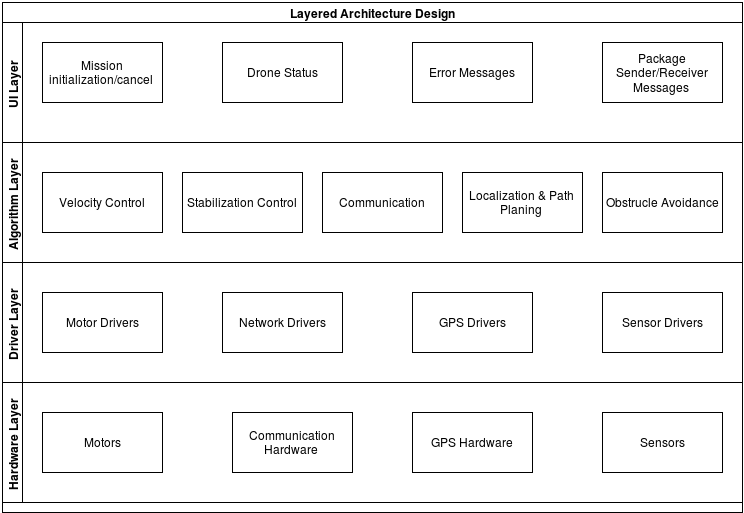 Layered Architecture Design
UI Layer
Mission
initialization/cancel
Drone Status
Error Messages
Package
Sender/Receiver
Messages
Algorithm Layer
Velocity Control
Stabilization Control
Communication
Localization & Path
Planing
Obstrucle Avoidance
Driver Layer
Motor Drivers
Network Drivers
GPS Drivers
Sensor Drivers
Hardware Layer
Motors
Communication
Hardware
GPS Hardware
Sensors